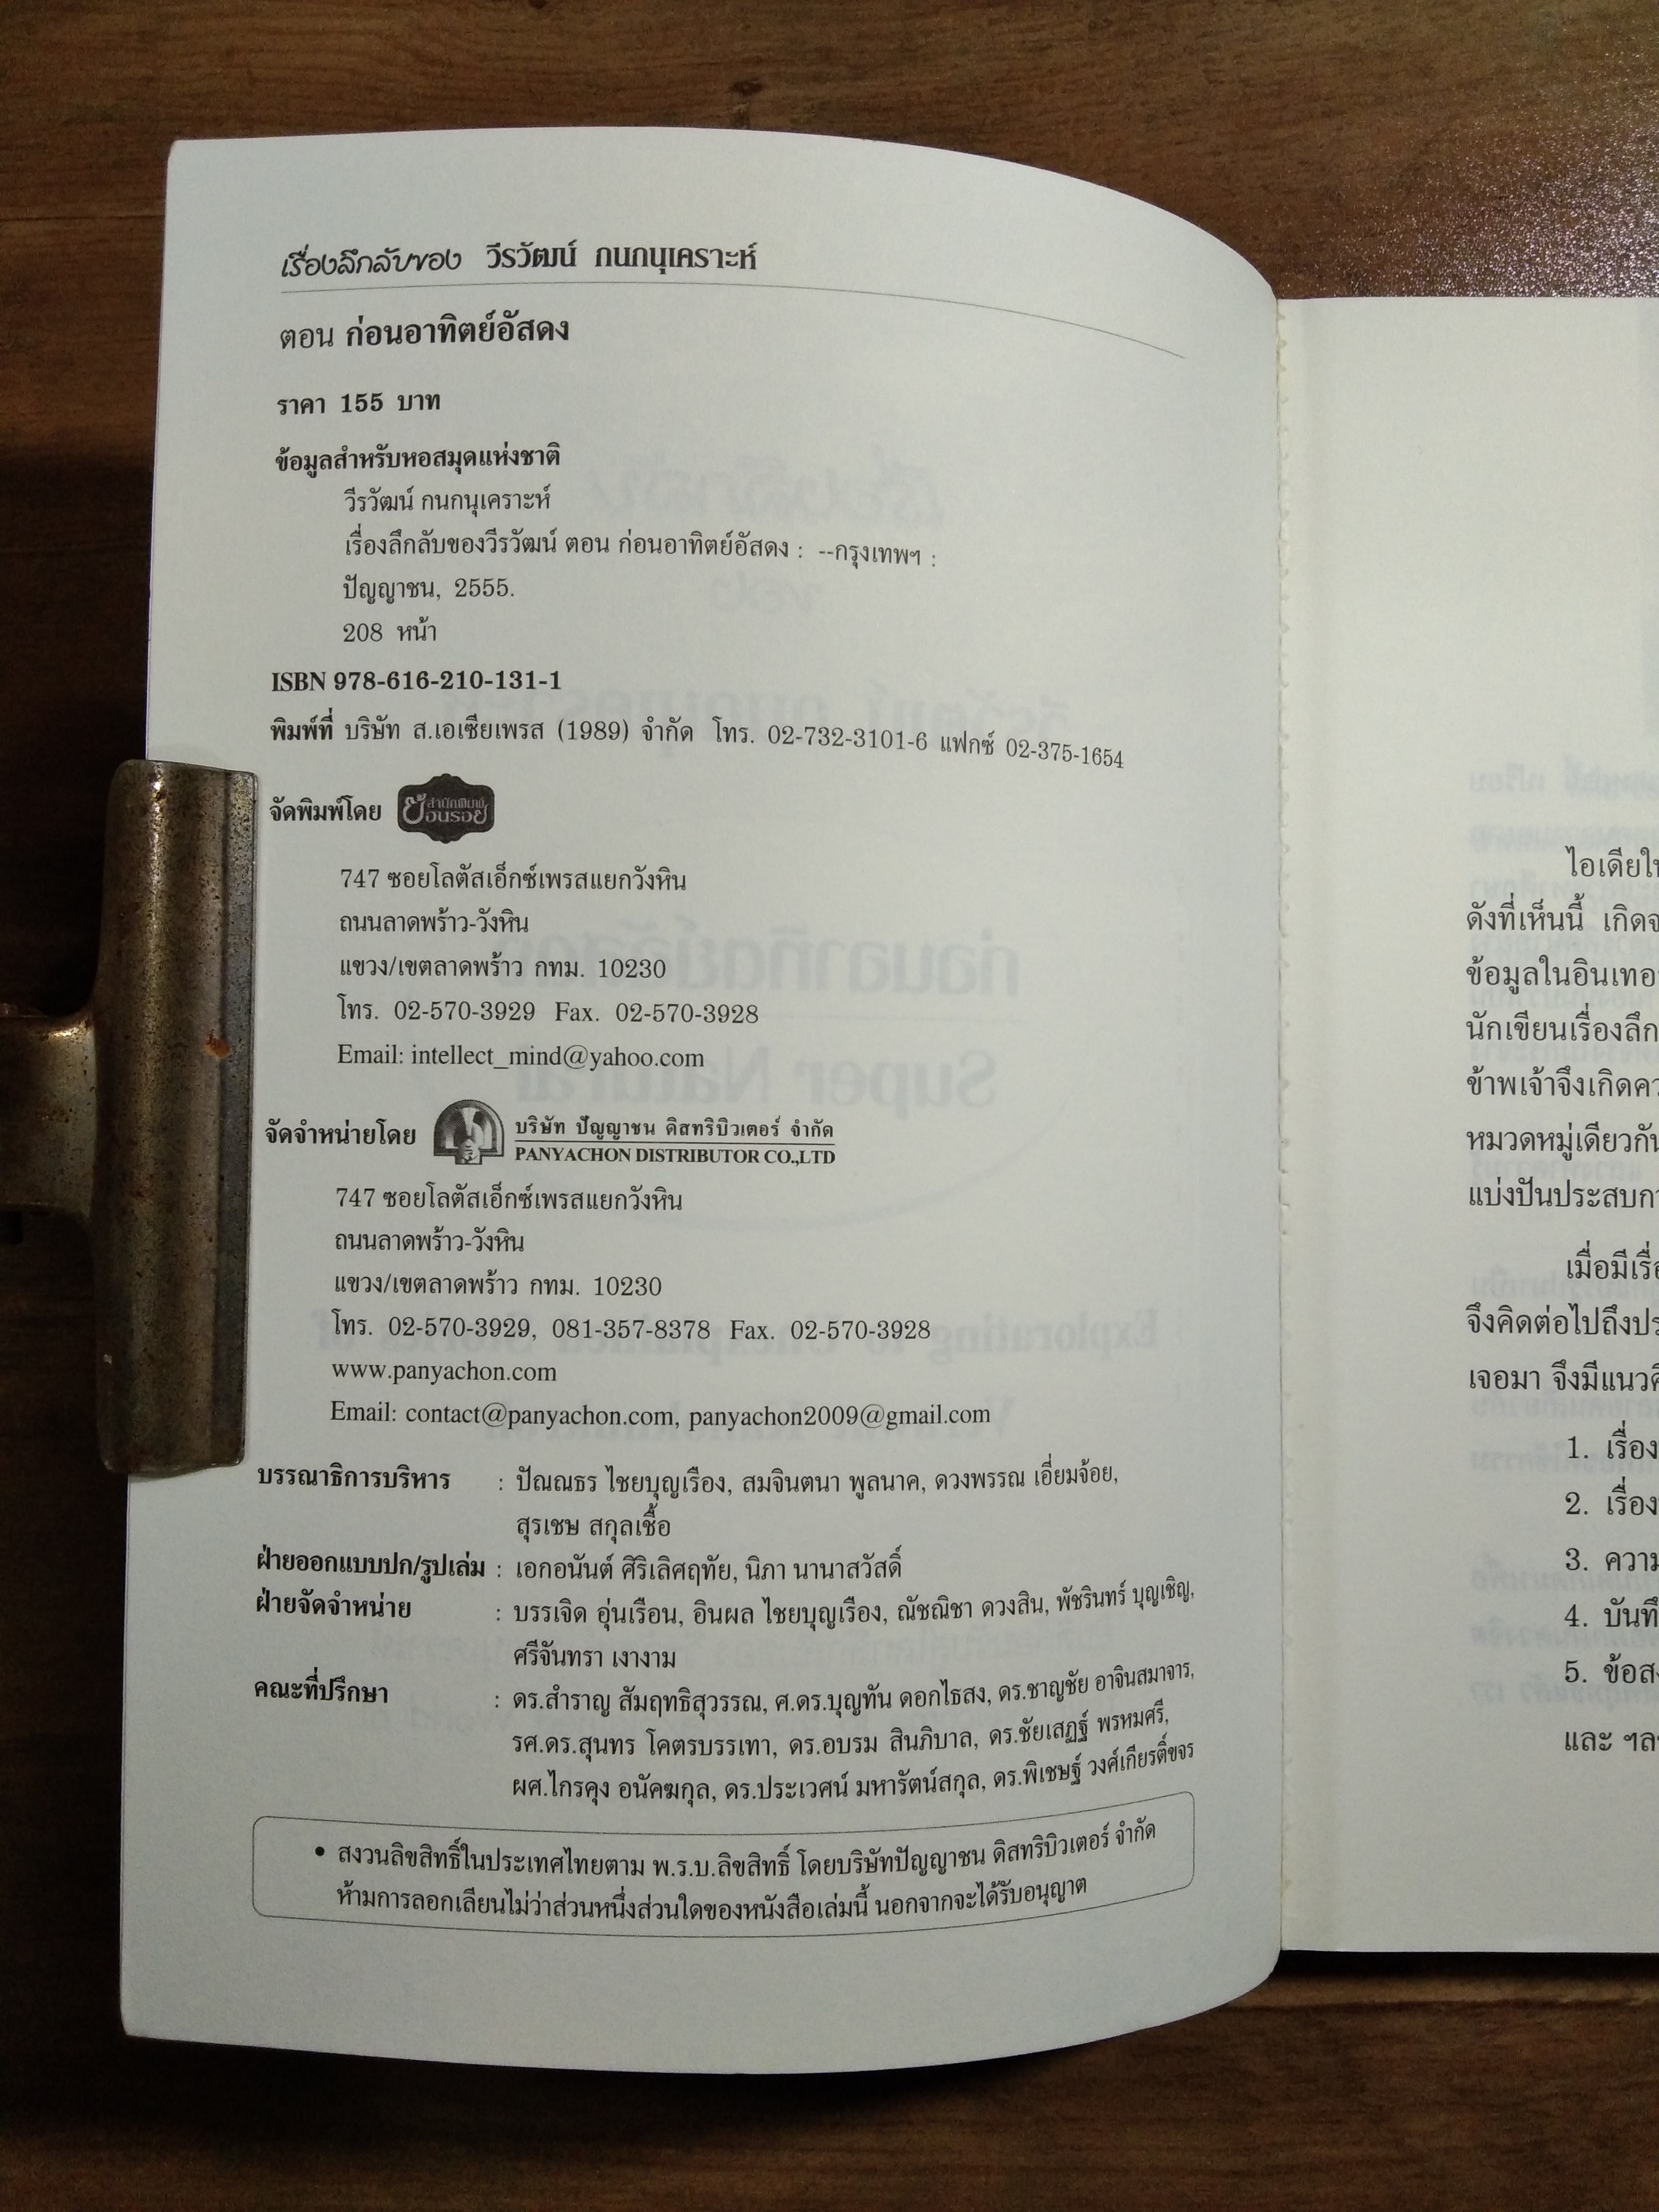 เรื่องลึกลับของ วีรวัฒน์ กนกนุเคราะห์
ตอน ก่อนอาทิตย์อัสดง
ราคา 155 บาท
ข้อมูลสำหรับหอสมุดแห่งชาติ
วีรวัฒน์ กนกนุเคราะห์
เรื่องลึกลับของวีรวัฒน์ ตอน ก่อนอาทิตย์อัสดง : --กรุงเทพฯ :
ปัญญาชน, 2555.
208 หน้า
ISBN 978-616-210-131-1
พิมพ์ที่ บริษัท ส.เอเซียเพรส (1989) จำกัด โทร. 02-732-3101-6 แฟกซ์ 02-375-1654
จัดพิมพ์โดย สำนักพิมพ์ ย้อนรอย
747 ซอยโลตัสเอ็กซ์เพรสแยกวังหิน
ถนนลาดพร้าว-วังหิน
แขวง/เขตลาดพร้าว กทม. 10230
โทร. 02-570-3929 Fax. 02-570-3928
Email: intellect_mind@yahoo.com
จัดจำหน่ายโดย บริษัท ปัญญาชน ดิสทริบิวเตอร์ จำกัด
PANYACHON DISTRIBUTOR CO.,LTD
747 ซอยโลตัสเอ็กซ์เพรสแยกวังหิน
ถนนลาดพร้าว-วังหิน
แขวง/เขตลาดพร้าว กทม. 10230
โทร. 02-570-3929, 081-357-8378 Fax. 02-570-3928
www.panyachon.com
Email: contact@panyachon.com, panyachon2009@gmail.com
บรรณาธิการบริหาร : ปัณณธร ไชยบุญเรือง, สมจินตนา พูลนาค, ดวงพรรณ เอี่ยมจ้อย,
สุรเชษ สกุลเชื้อ
ฝ่ายออกแบบปก/รูปเล่ม : เอกอนันต์ ศิริเลิศฤทัย, นิภา นานาสวัสดิ์
ฝ่ายจัดจำหน่าย : บรรเจิด อุ่นเรือน, อินผล ไชยบุญเรือง, ณัชณิชา ดวงสิน, พัชรินทร์ บุญเชิญ,
ศรีจันทรา เงางาม
คณะที่ปรึกษา : ดร.สำราญ สัมฤทธิสุวรรณ, ศ.ดร.บุญทัน ดอกไธสง, ดร.ชาญชัย อาจินสมาจาร,
รศ.ดร.สุนทร โคตรบรรเทา, ดร.อบรม สินภิบาล, ดร.ชัยเสฏฐ์ พรหมศรี,
ผศ.ไกรคุง อนัคฆกุล, ดร.ประเวศน์ มหารัตน์สกุล, ดร.พิเชษฐ์ วงศ์เกียรติ์ขจร
• สงวนลิขสิทธิ์ในประเทศไทยตาม พ.ร.บ.ลิขสิทธิ์ โดยบริษัทปัญญาชน ดิสทริบิวเตอร์ จำกัด
ห้ามการลอกเลียนไม่ว่าส่วนหนึ่งส่วนใดของหนังสือเล่มนี้ นอกจากจะได้รับอนุญาต
ไอเดียใน
ดังที่เห็นนี้ เกิดจ
ข้อมูลในอินเทอ
นักเขียนเรื่องลึก
ข้าพเจ้าจึงเกิดคว
หมวดหมู่เดียวกัน
แบ่งปันประสบกา
เมื่อมีเรื่อ
จึงคิดต่อไปถึงปร
เจอมา จึงมีแนวคิ
1. เรื่อง
2. เรื่อง
3. ความ
4. บันทึ
5. ข้อสง
และ ฯลฯ